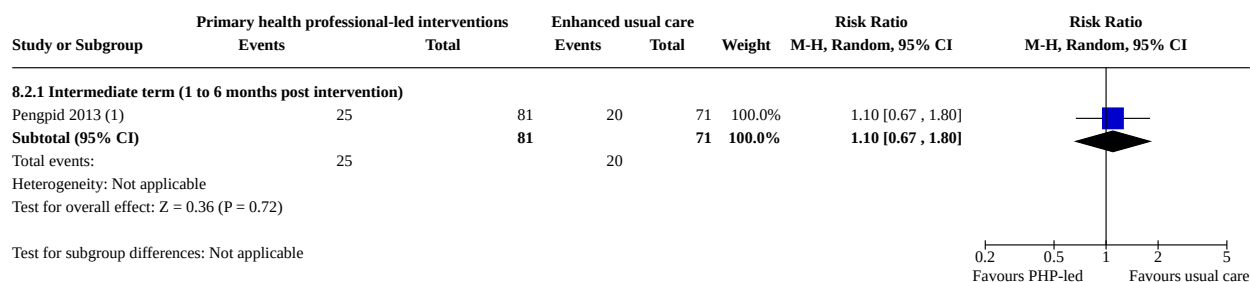 Primary health professional-led interventions Enhanced usual care Risk Ratio Risk Ratio
Study or Subgroup Events Total Events Total Weight M-H, Random, 95% CI M-H, Random, 95% CI
8.2.1 Intermediate term (1 to 6 months post intervention)
Pengpid 2013 (1) 25 81 20 71 100.0% 1.10 [0.67 , 1.80]
Subtotal (95% CI) 81 71 100.0% 1.10 [0.67 , 1.80]
Total events: 25 20
Heterogeneity: Not applicable
Test for overall effect: Z = 0.36 (P = 0.72)
Test for subgroup differences: Not applicable
0.2 0.5 1 2 5
Favours PHP-led Favours usual care